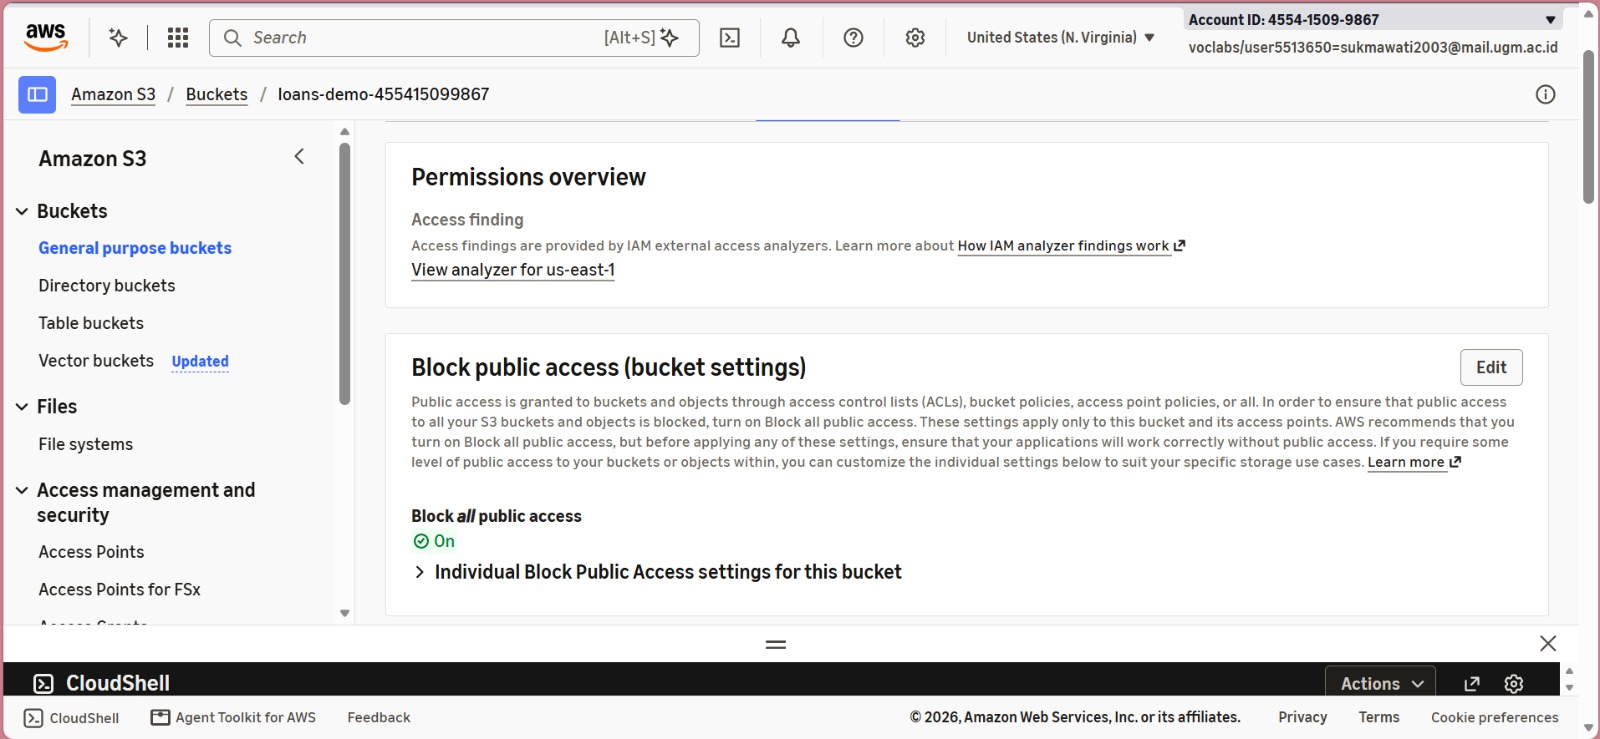 aws
Search
[Alt+S]
United States (N. Virginia)
Account ID: 4554-1509-9867
voclabs/user5513650=sukmawati2003@mail.ugm.ac.id
Amazon S3 / Buckets / loans-demo-455415099867
Amazon S3
Buckets
General purpose buckets
Directory buckets
Table buckets
Vector buckets Updated
Files
File systems
Access management and
security
Access Points
Access Points for FSx
Permissions overview
Access finding
Access findings are provided by IAM external access analyzers. Learn more about How IAM analyzer findings work
View analyzer for us-east-1
Block public access (bucket settings)
Edit
Public access is granted to buckets and objects through access control lists (ACLs), bucket policies, access point policies, or all. In order to ensure that public access
to all your S3 buckets and objects is blocked, turn on Block all public access. These settings apply only to this bucket and its access points. AWS recommends that you
turn on Block all public access, but before applying any of these settings, ensure that your applications will work correctly without public access. If you require some
level of public access to your buckets or objects within, you can customize the individual settings below to suit your specific storage use cases. Learn more
Block all public access
On
Individual Block Public Access settings for this bucket
CloudShell
Actions
CloudShell
Agent Toolkit for AWS
Feedback
© 2026, Amazon Web Services, Inc. or its affiliates.
Privacy
Terms
Cookie preferences